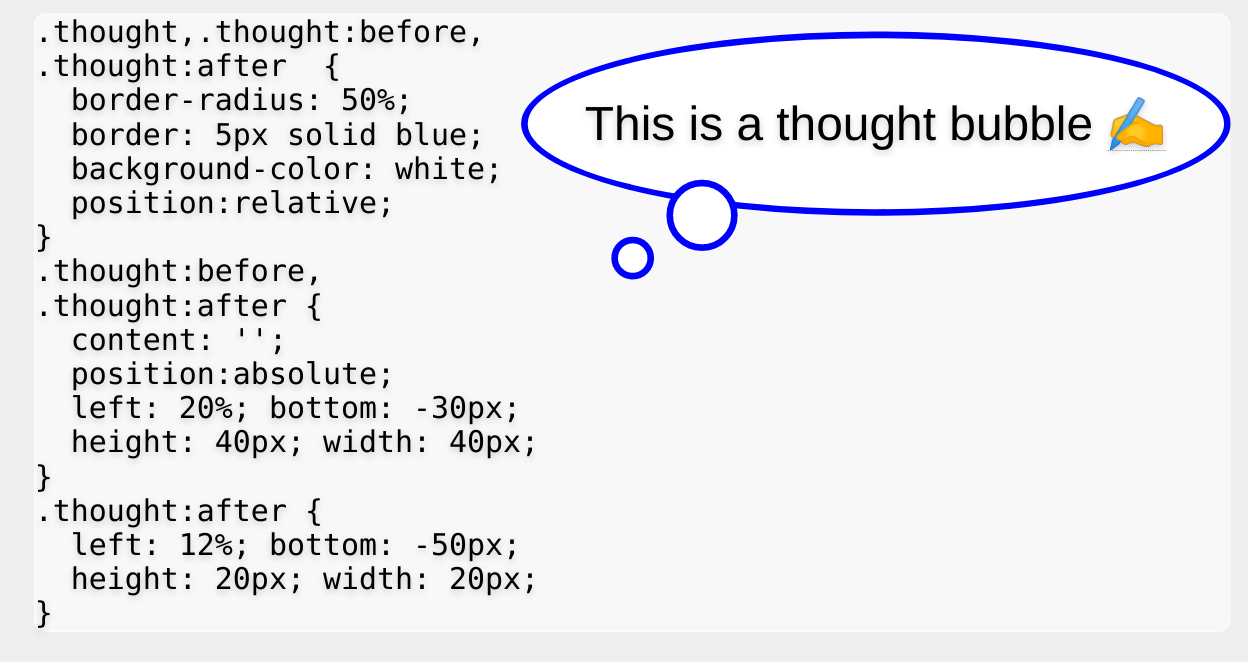 .thought,.thought:before,
.thought:after  {
  border-radius: 50%;
  border: 5px solid blue;
  background-color: white;
  position:relative;
}
.thought:before,
.thought:after {
  content: '';
  position:absolute;
  left: 20%; bottom: -30px;
  height: 40px; width: 40px;
}
.thought:after {
  left: 12%; bottom: -50px;
  height: 20px; width: 20px;
}
This is a thought bubble ✍️